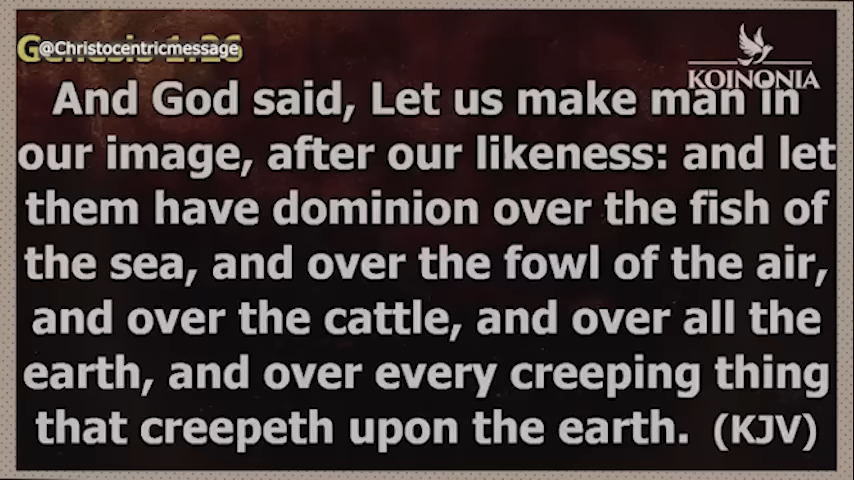 Genesis 1:26
@Christocentricmessage
KOINONIA
And God said, Let us make man in
our image, after our likeness: and let
them have dominion over the fish of
the sea, and over the fowl of the air,
and over the cattle, and over all the
earth, and over every creeping thing
that creepeth upon the earth. (KJV)